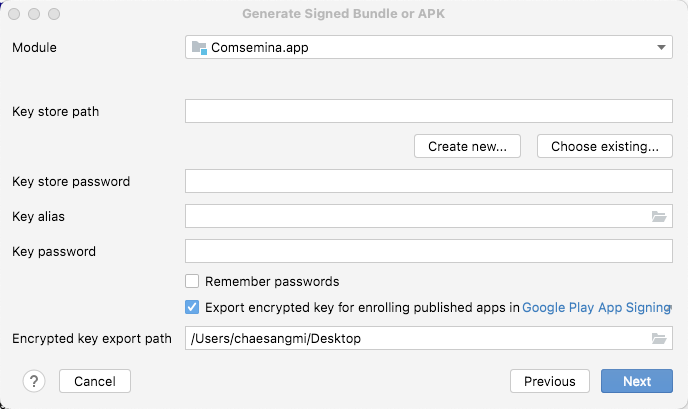 Generate Signed Bundle or APK
Module Comsemina.app
Key store path
Create new... Choose existing...
Key store password
Key alias
Key password
Remember passwords
Export encrypted key for enrolling published apps in Google Play App Signing
Encrypted key export path /Users/chaesangmi/Desktop
? Cancel Previous Next